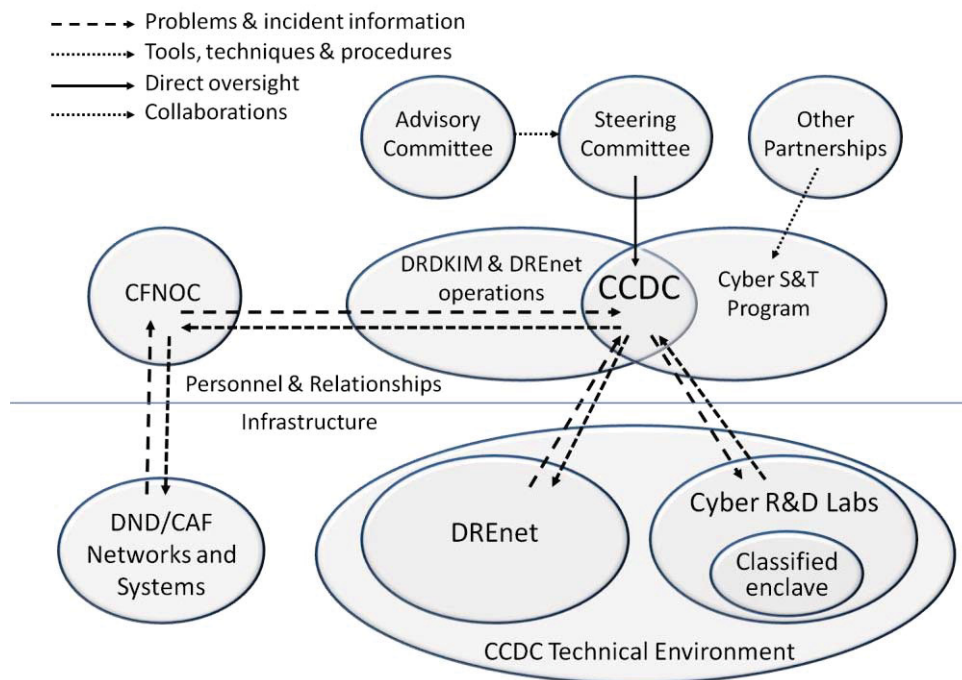 Problems & incident information
Tools, techniques & procedures
Direct oversight
Collaborations
Advisory
Committee
Steering
Committee
Other
Partnerships
CFNOC
DRDKIM & DREnet
operations
CCDC
Cyber S&T
Program
Personnel & Relationships
Infrastructure
DND/CAF
Networks and
Systems
DREnet
Cyber R&D Labs
Classified
enclave
CCDC Technical Environment